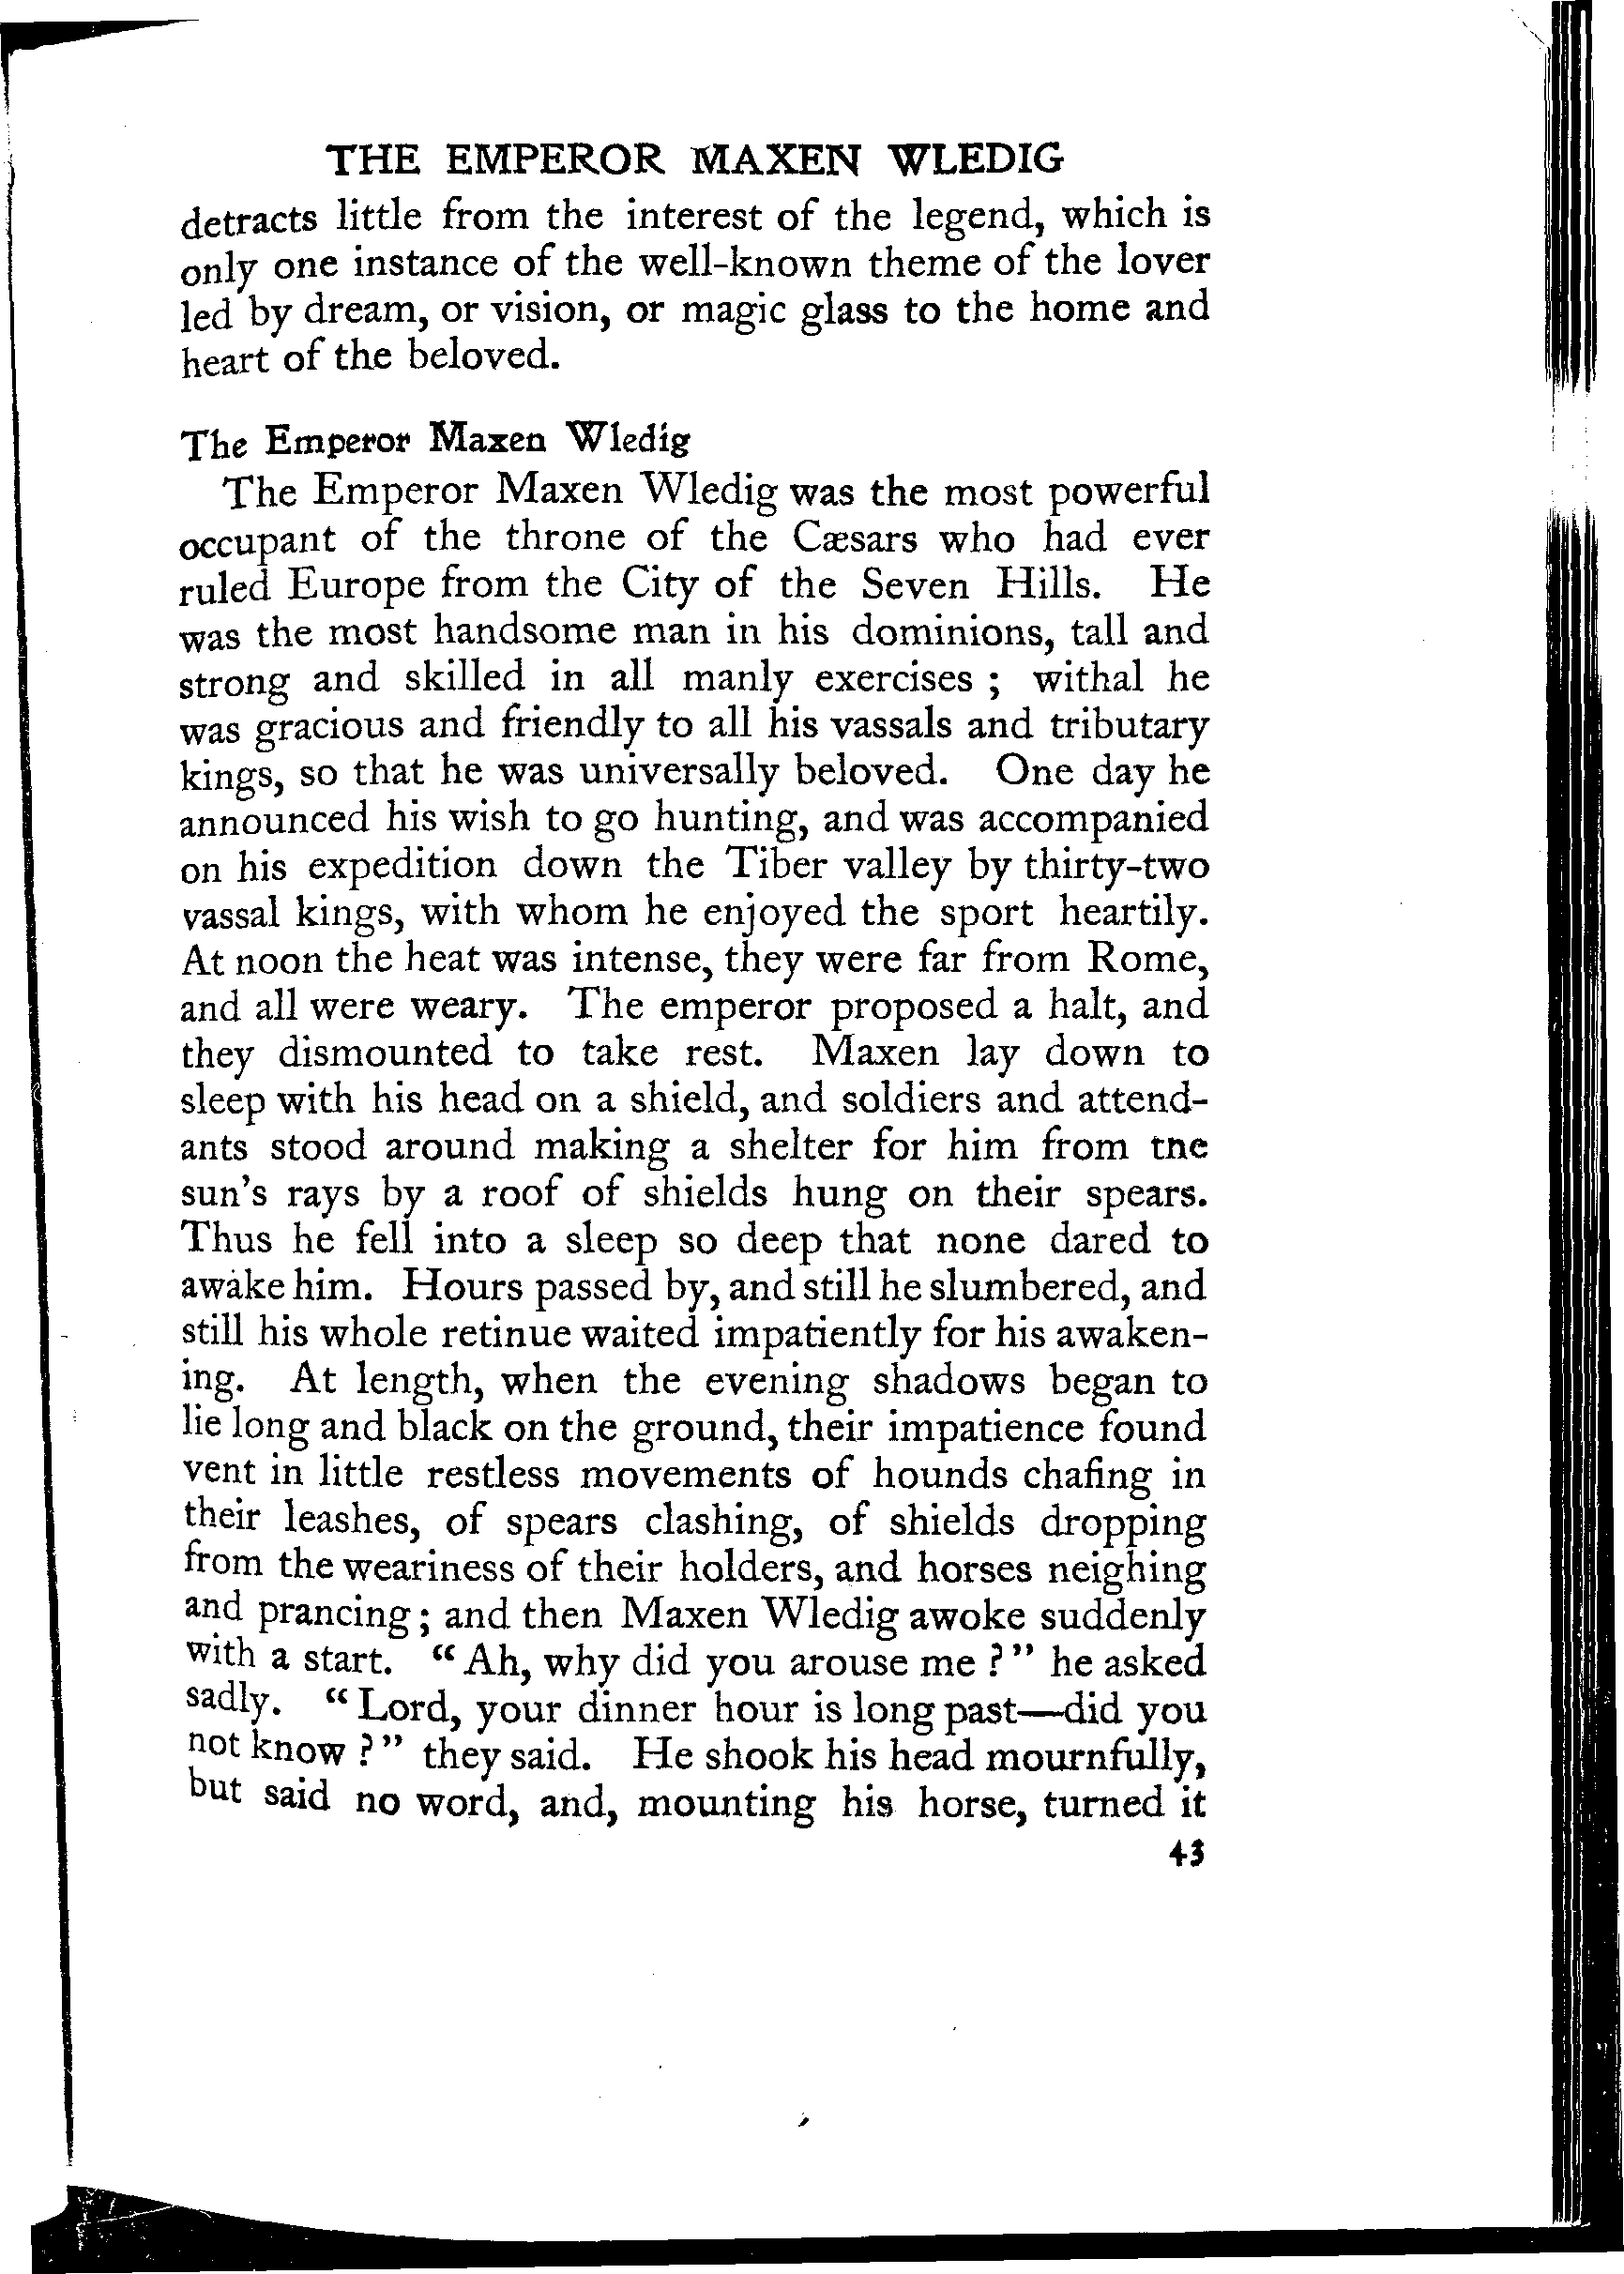 THE EMPEROR MAXEN WLEDIG
detracts little from the interest of the legend, which is
only one instance of the well-known theme of the lover
led by dream, or vision, or magic glass to the home and
heart of the beloved.
The Emperor Maxen Wledig
The Emperor Maxen Wledig was the most powerful
occupant of the throne of the Cæsars who had ever
ruled Europe from the City of the Seven Hills. He
was the most handsome man in his dominions, tall and
strong and skilled in all manly exercises ; withal he
was gracious and friendly to all his vassals and tributary
kings, so that he was universally beloved. One day he
announced his wish to go hunting, and was accompanied
on his expedition down the Tiber valley by thirty-two
vassal kings, with whom he enjoyed the sport heartily.
At noon the heat was intense, they were far from Rome,
and all were weary. The emperor proposed a halt, and
they dismounted to take rest. Maxen lay down to
sleep with his head on a shield, and soldiers and attend-
ants stood around making a shelter for him from the
sun's rays by a roof of shields hung on their spears.
Thus he fell into a sleep so deep that none dared to
awake him. Hours passed by, and still he slumbered, and
still his whole retinue waited impatiently for his awaken-
ing. At length, when the evening shadows began to
lie long and black on the ground, their impatience found
vent in little restless movements of hounds chafing in
their leashes, of spears clashing, of shields dropping
from the weariness of their holders, and horses neighing
and prancing ; and then Maxen Wledig awoke suddenly
with a start. “ Ah, why did you arouse me ? ” he asked
sadly. “ Lord, your dinner hour is long past—did you
not know ? ” they said. He shook his head mournfully,
but said no word, and, mounting his horse, turned it
43